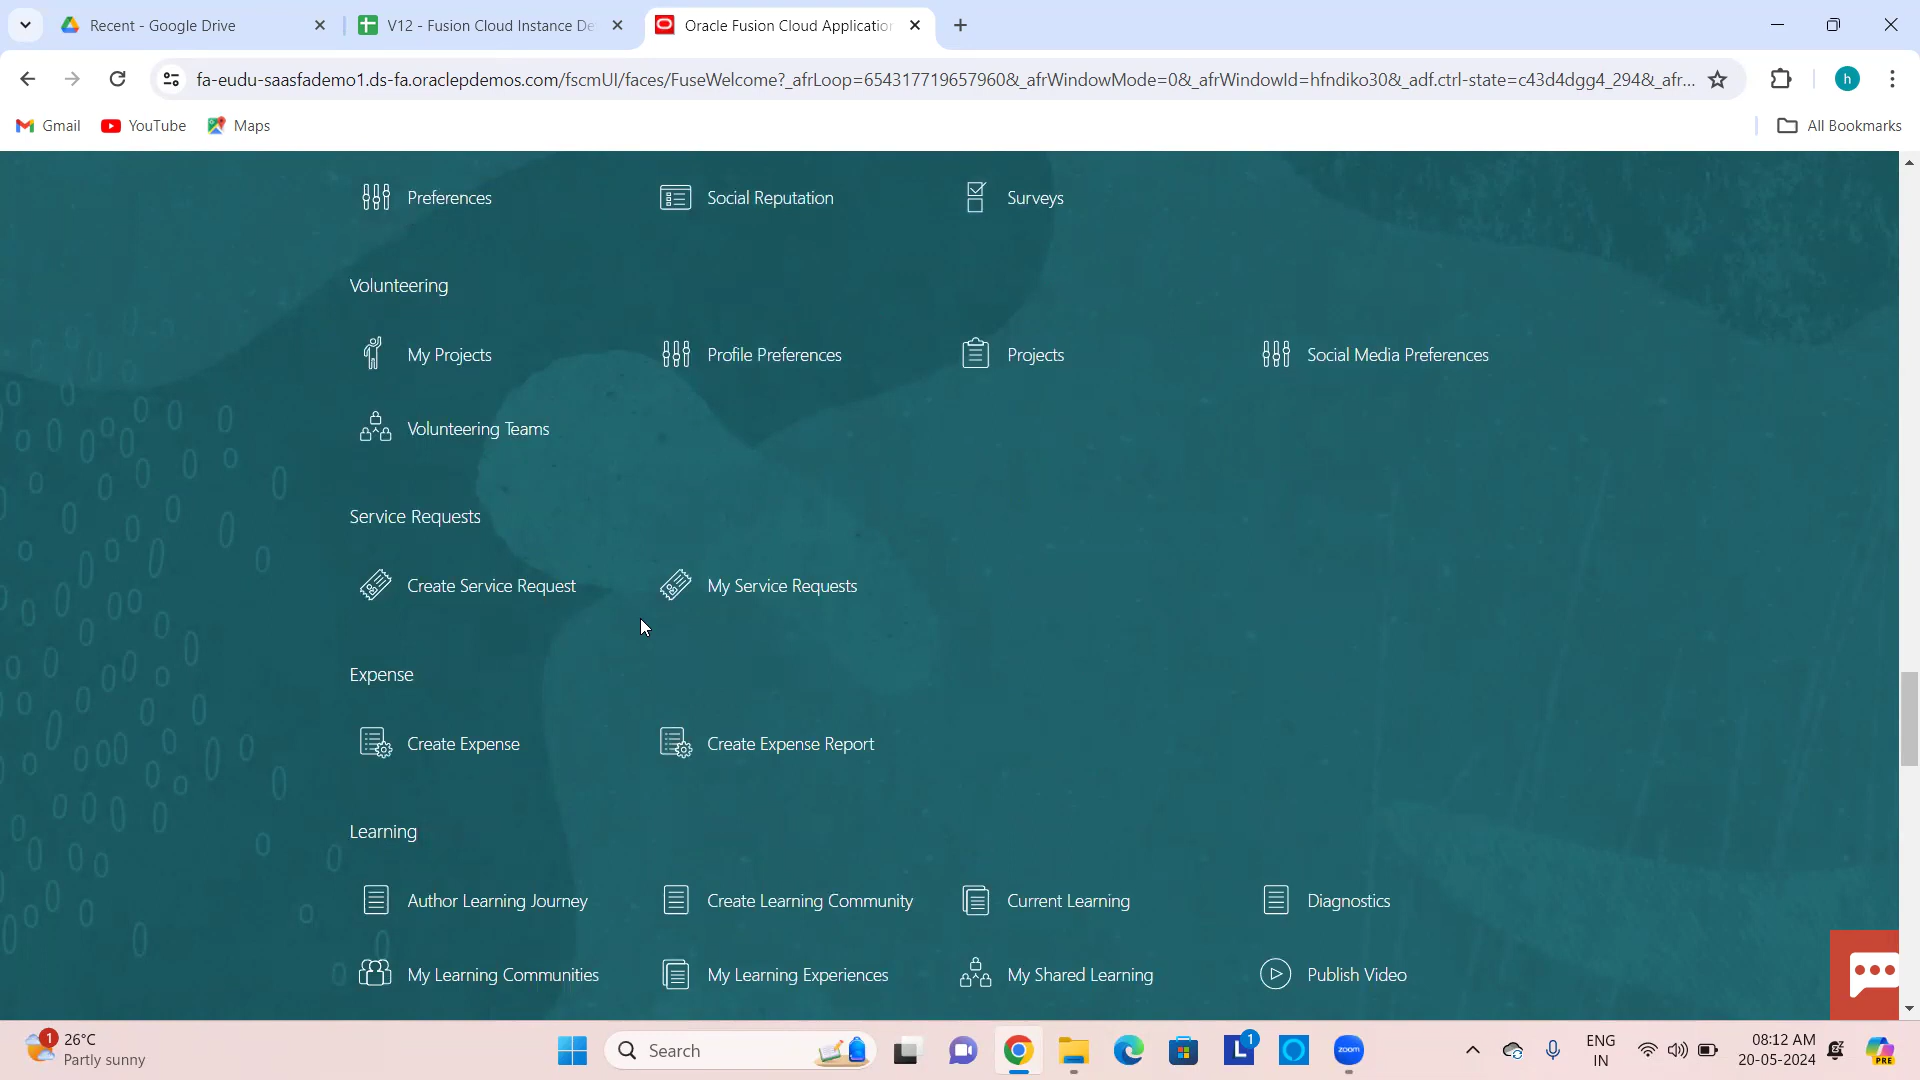 Recent - Google Drive
V12 - Fusion Cloud Instance De
Oracle Fusion Cloud Application
fa-eudu-saasfademo1.ds-fa.oraclepdemos.com/fscmUI/faces/FuseWelcome?_afrLoop=654317719657960&_afrWindowMode=0&_afrWindowId=hfndiko30&_adf.ctrl-state=c43d4dgg4_294&_afr...
h
Gmail
YouTube
Maps
All Bookmarks
Preferences
Social Reputation
Surveys
Volunteering
My Projects
Profile Preferences
Projects
Social Media Preferences
Volunteering Teams
Service Requests
Create Service Request
My Service Requests
Expense
Create Expense
Create Expense Report
Learning
Author Learning Journey
Create Learning Community
Current Learning
Diagnostics
My Learning Communities
My Learning Experiences
My Shared Learning
Publish Video
1
26°C
Partly sunny
Search
L
1
zoom
ENG
IN
08:12 AM
20-05-2024
PRE